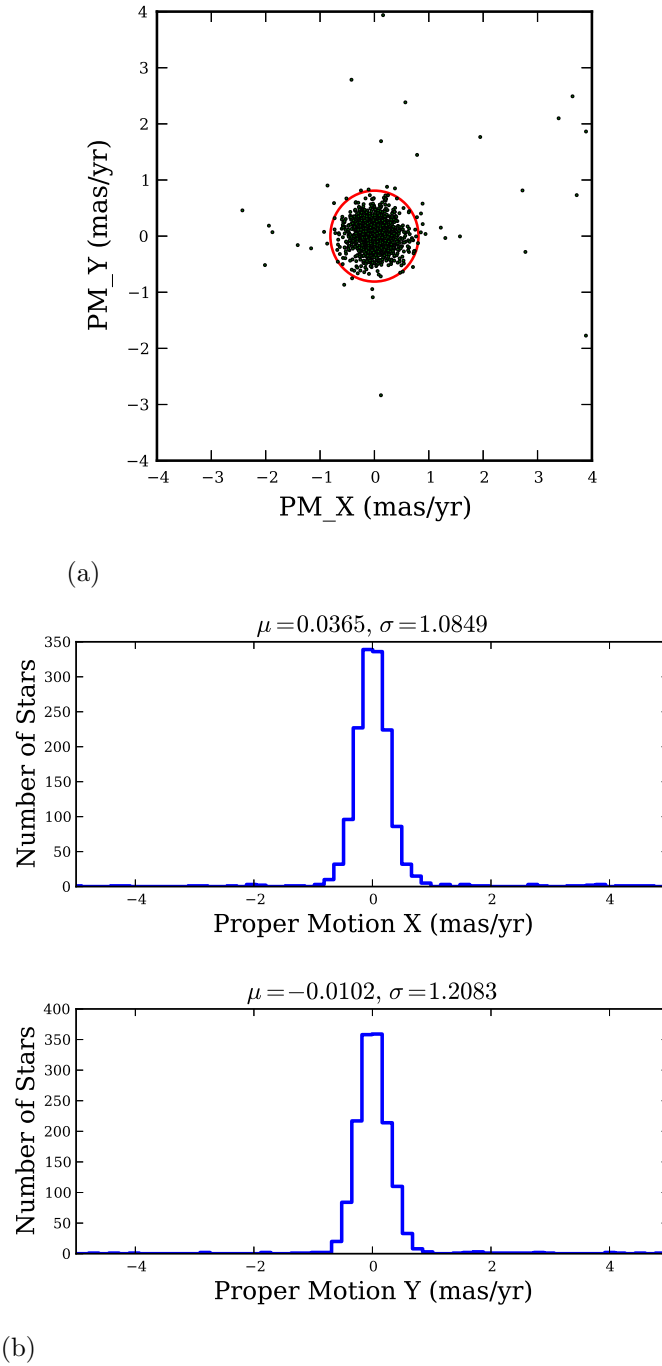 4
3
2
1
0
−1
−2
−3
−4
PM_Y (mas/yr)
−4 −3 −2 −1 0 1 2 3 4
PM_X (mas/yr)
(a)
μ=0.0365, σ=1.0849
350
300
250
200
150
100
50
0
Number of Stars
−4 −2 0 2 4
Proper Motion X (mas/yr)
μ=−0.0102, σ=1.2083
400
350
300
250
200
150
100
50
0
Number of Stars
−4 −2 0 2 4
Proper Motion Y (mas/yr)
(b)